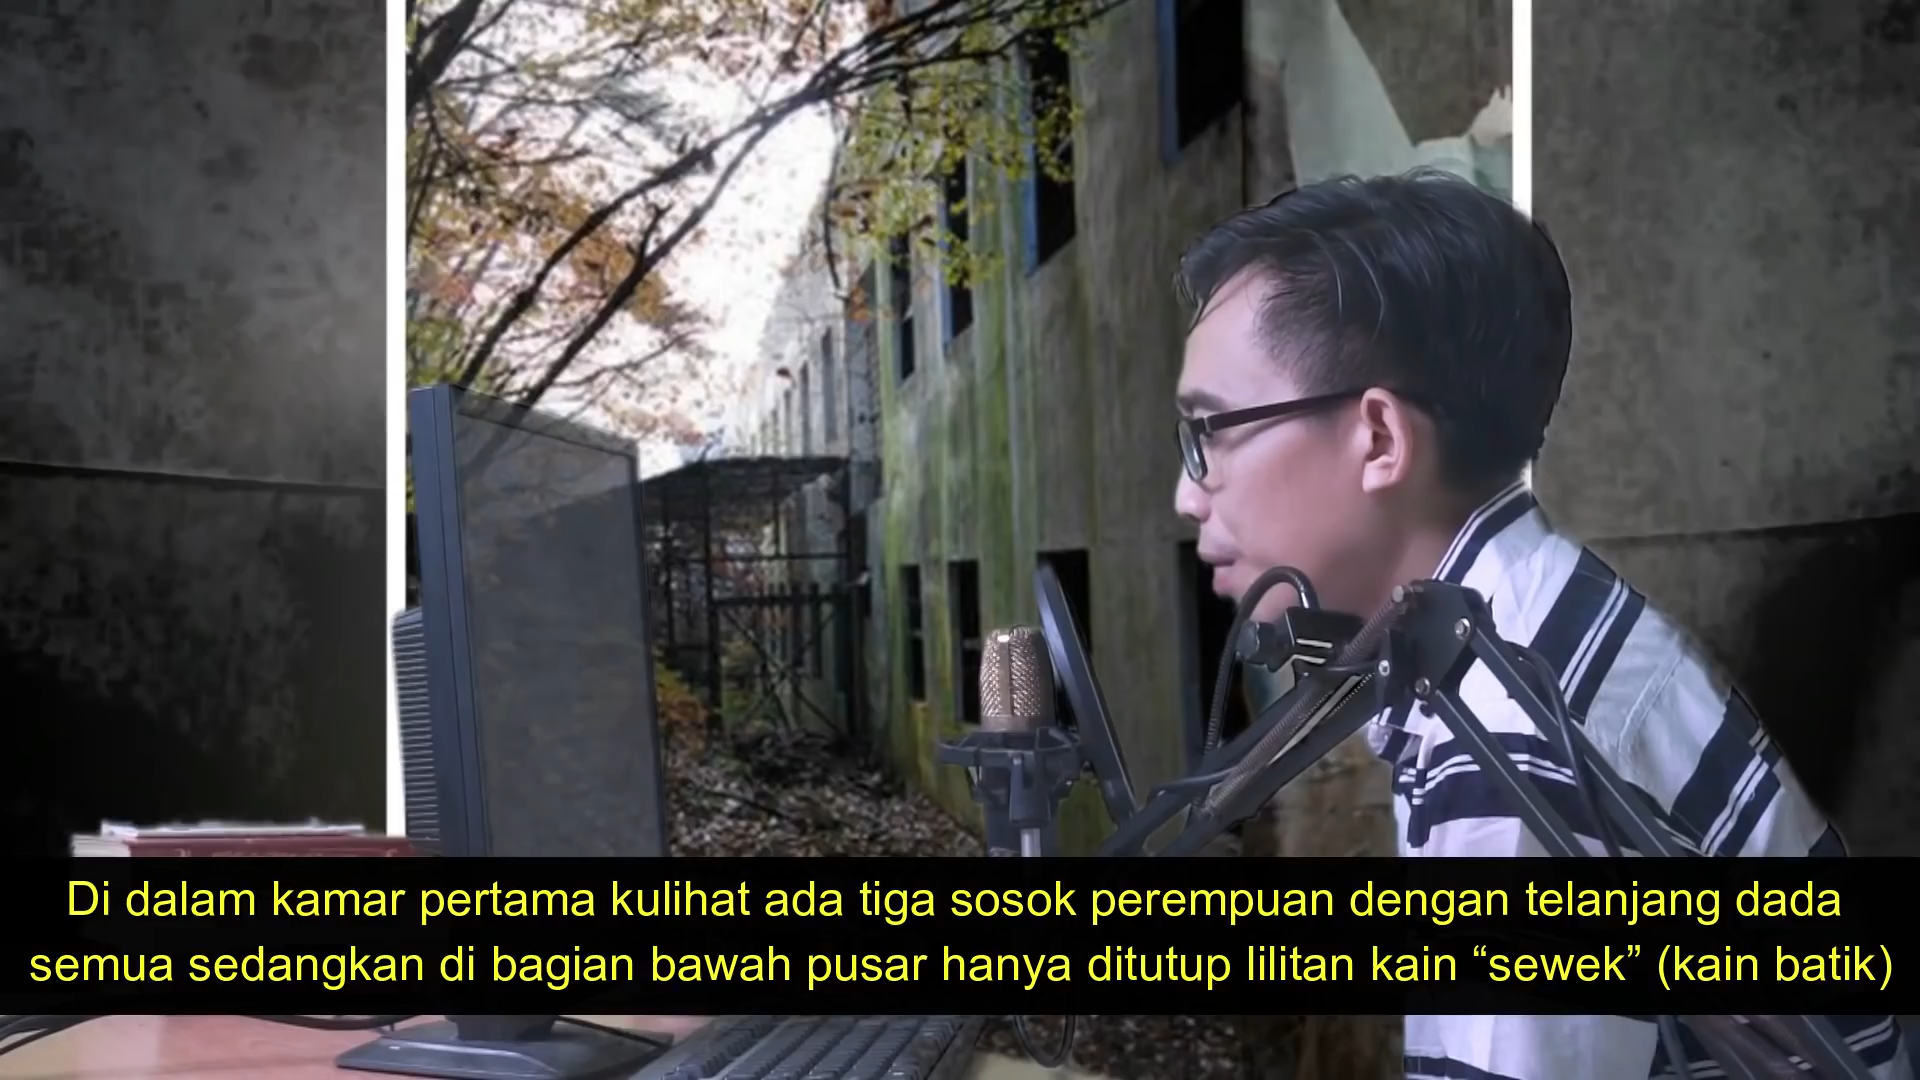 Di dalam kamar pertama kulihat ada tiga sosok perempuan dengan telanjang dada
semua sedangkan di bagian bawah pusar hanya ditutup lilitan kain “sewek” (kain batik)